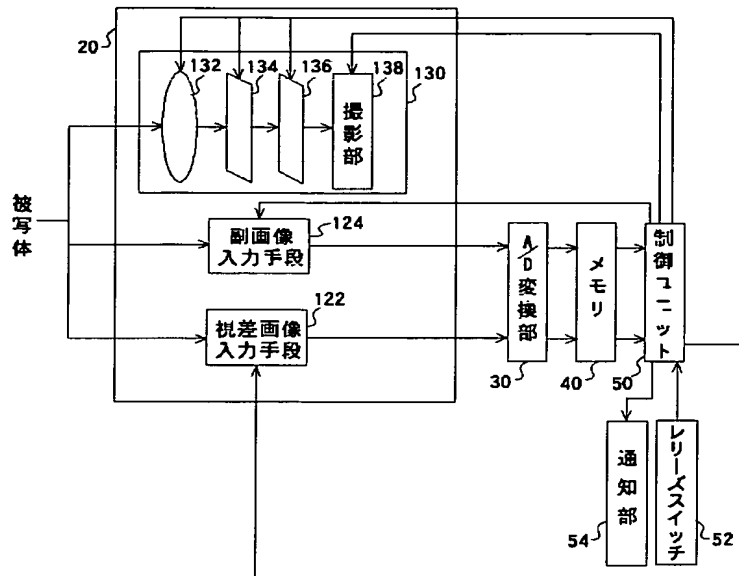 20
132
134
136
138
130
撮影部
被写体
副画像
入力手段
124
視差画像
入力手段
122
A/D変換部
30
メモリ
40
制御ユニット
50
通知部
54
レリーズスイッチ
52